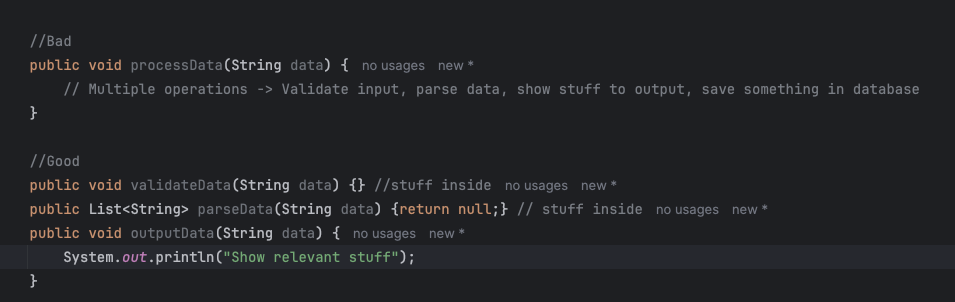 //Bad
public void processData(String data) { no usages new *
// Multiple operations -> Validate input, parse data, show stuff to output, save something in database
}
//Good
public void validateData(String data) {} //stuff inside no usages new *
public List<String> parseData(String data) {return null;} // stuff inside no usages new *
public void outputData(String data) { no usages new *
System.out.println("Show relevant stuff");
}